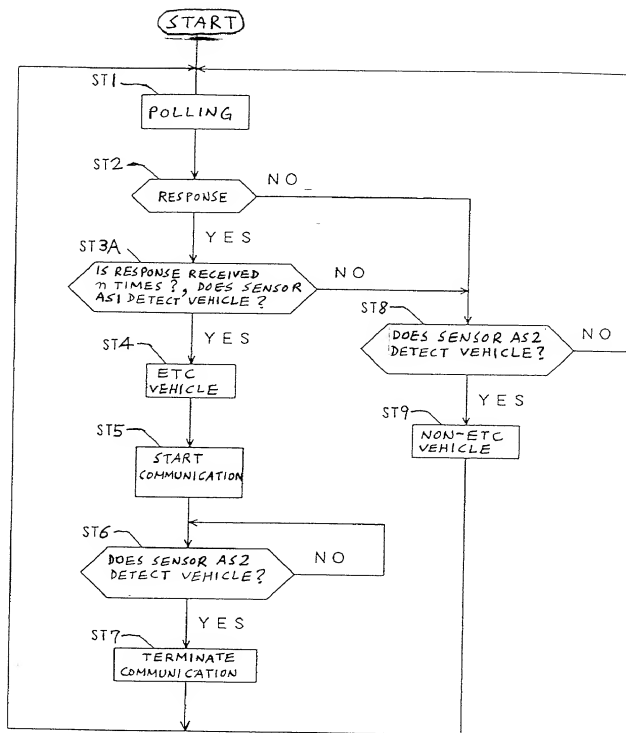 START
ST1
POLLING
ST2
RESPONSE
NO
YES
ST3A
IS RESPONSE RECEIVED
n TIMES?, DOES SENSOR
AS1 DETECT VEHICLE?
NO
YES
ST4
ETC
VEHICLE
ST5
START
COMMUNICATION
ST6
DOES SENSOR AS2
DETECT VEHICLE?
NO
YES
ST7
TERMINATE
COMMUNICATION
ST8
DOES SENSOR AS2
DETECT VEHICLE?
NO
YES
ST9
NON-ETC
VEHICLE